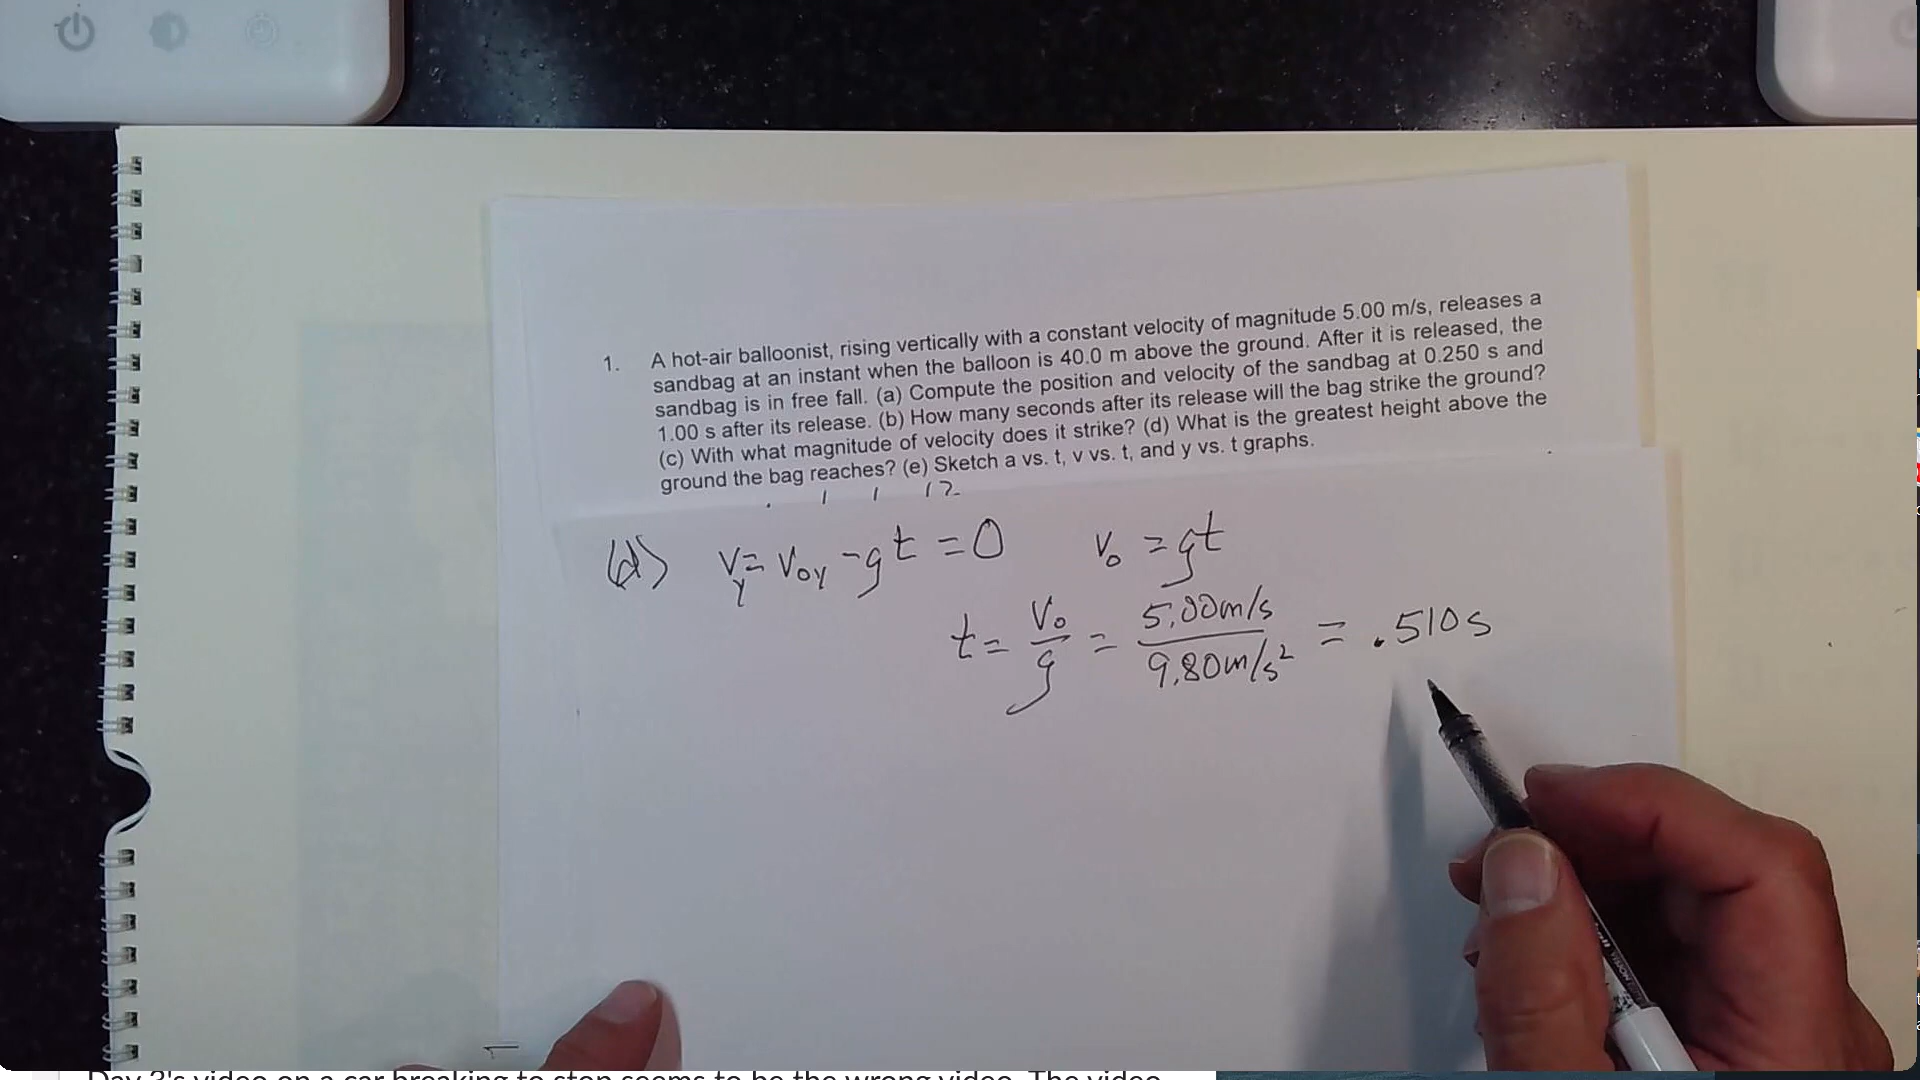 1. A hot-air balloonist, rising vertically with a constant velocity of magnitude 5.00 m/s, releases a
sandbag at an instant when the balloon is 40.0 m above the ground. After it is released, the
sandbag is in free fall. (a) Compute the position and velocity of the sandbag at 0.250 s and
1.00 s after its release. (b) How many seconds after its release will the bag strike the ground?
(c) With what magnitude of velocity does it strike? (d) What is the greatest height above the
ground the bag reaches? (e) Sketch a vs. t, v vs. t, and y vs. t graphs.
(d) Vy = Voy - gt = 0 Vo = gt
t = Vo/g = 5.00m/s / 9.80m/s² = .510s